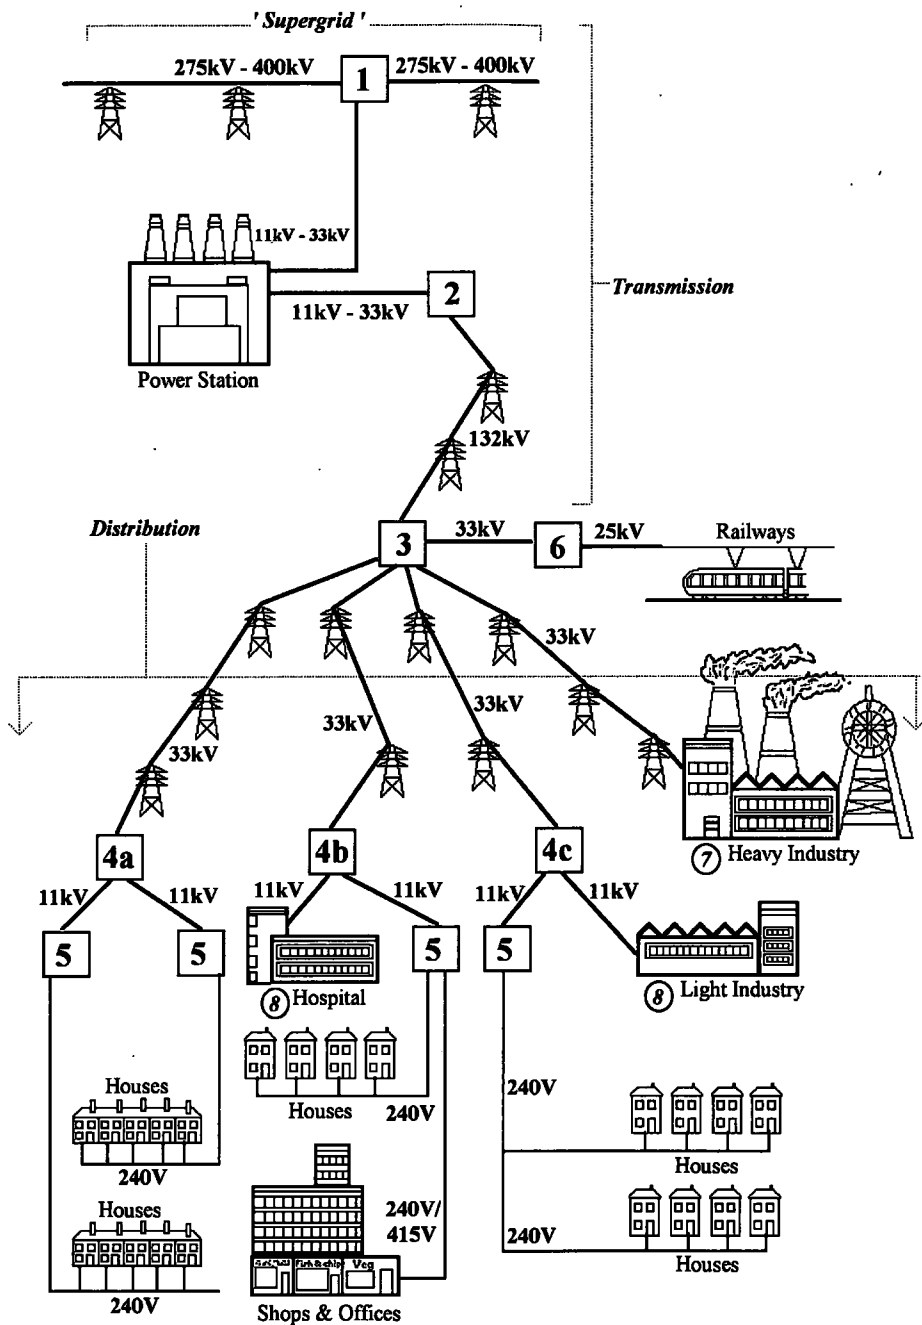 'Supergrid'
275kV - 400kV
1
275kV - 400kV
11kV - 33kV
2
11kV - 33kV
Transmission
Power Station
132kV
Distribution
3
33kV
6
25kV
Railways
33kV
33kV
33kV
33kV
4a
4b
4c
7 Heavy Industry
11kV
11kV
11kV
11kV
11kV
11kV
5
5
5
5
8 Hospital
8 Light Industry
Houses
Houses
240V
240V
Houses
240V
Houses
240V/
415V
240V
Houses
240V
Fish & chips
Veg
Shops & Offices
Houses